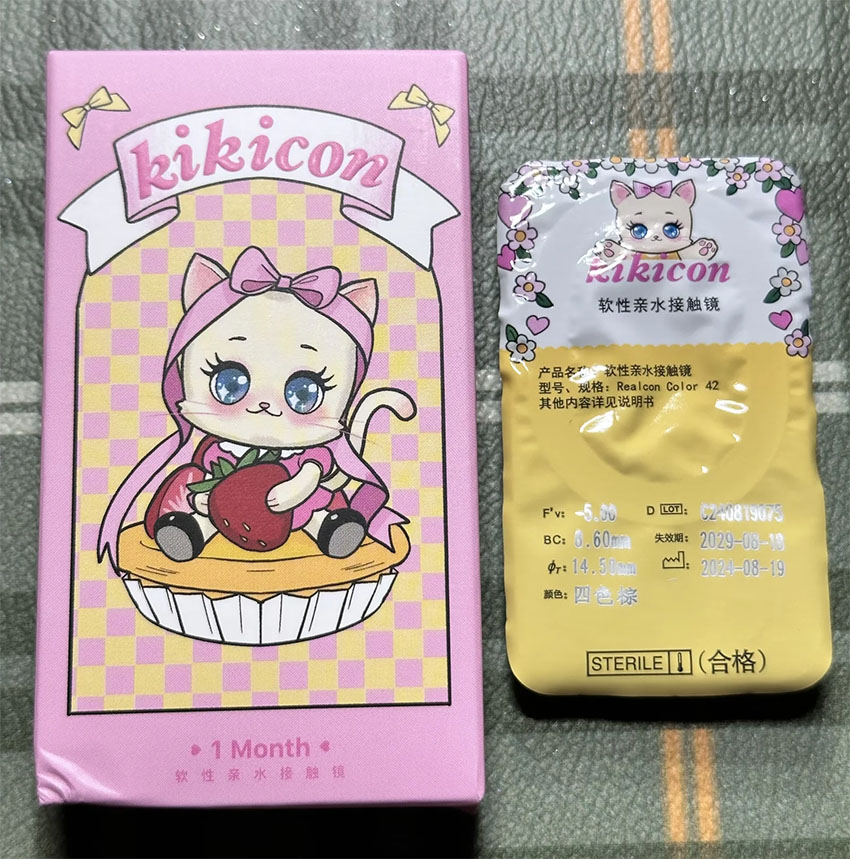 kikicon
1 Month
软性亲水接触镜
kikicon
软性亲水接触镜
产品名称：软性亲水接触镜
型号、规格：Realcon Color 42
其他内容详见说明书
F'v: -5.00 D LOT: C240819075
BC: 8.60mm 失效期: 2029-08-18
φT: 14.50mm : 2024-08-19
颜色: 四色棕
STERILE (合格)